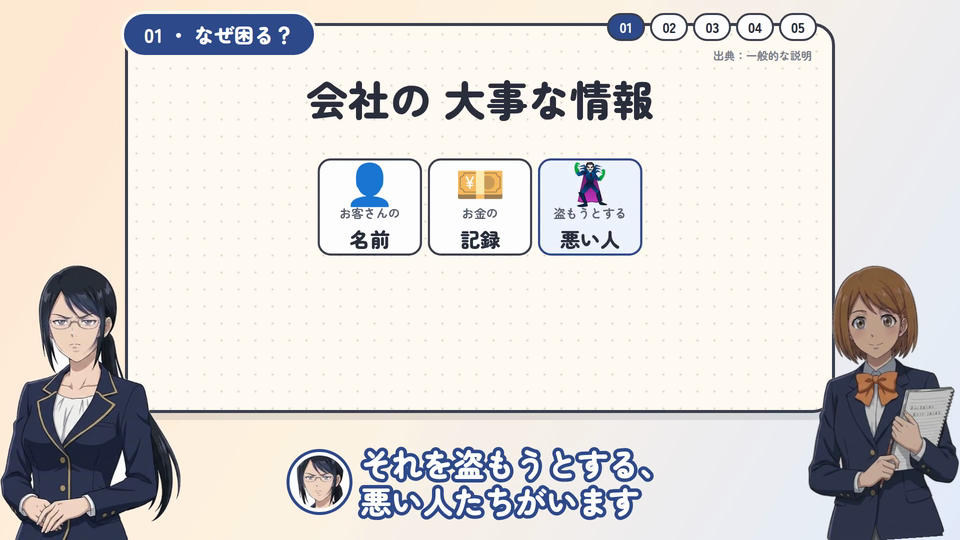 01 ・ なぜ困る？
01 02 03 04 05
出典：一般的な説明
会社の 大事な情報
お客さんの
名前
お金の
記録
盗もうとする
悪い人
それを盗もうとする、
悪い人たちがいます